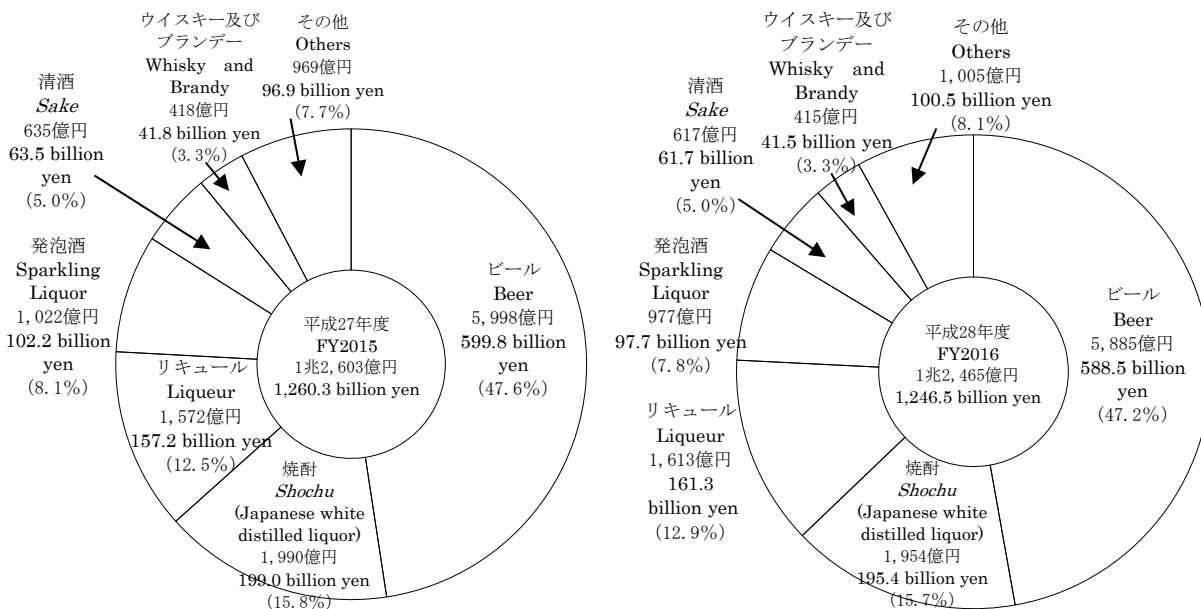 ウイスキー及び
ブランデー
Whisky and
Brandy
418億円
41.8 billion yen
(3.3%)
その他
Others
969億円
96.9 billion yen
(7.7%)
清酒
Sake
635億円
63.5 billion
yen
(5.0%)
発泡酒
Sparkling
Liquor
1,022億円
102.2 billion
yen
(8.1%)
ビール
Beer
5,998億円
599.8 billion
yen
(47.6%)
平成27年度
FY2015
1兆2,603億円
1,260.3 billion yen
リキュール
Liqueur
1,572億円
157.2 billion yen
(12.5%)
焼酎
Shochu
(Japanese white
distilled liquor)
1,990億円
199.0 billion yen
(15.8%)
ウイスキー及び
ブランデー
Whisky and
Brandy
415億円
41.5 billion yen
(3.3%)
その他
Others
1,005億円
100.5 billion yen
(8.1%)
清酒
Sake
617億円
61.7 billion
yen
(5.0%)
発泡酒
Sparkling
Liquor
977億円
97.7 billion yen
(7.8%)
ビール
Beer
5,885億円
588.5 billion
yen
(47.2%)
平成28年度
FY2016
1兆2,465億円
1,246.5 billion yen
リキュール
Liqueur
1,613億円
161.3
billion yen
(12.9%)
焼酎
Shochu
(Japanese white
distilled liquor)
1,954億円
195.4 billion yen
(15.7%)